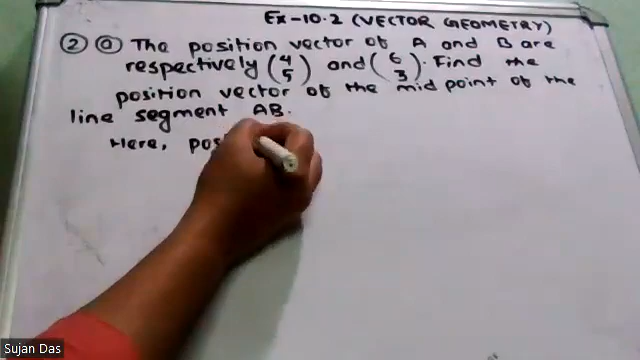 Ex-10.2 (VECTOR GEOMETRY)
② ⓐ The position vector of A and B are
respectively (4 5) and (6 3). Find the
position vector of the mid point of the
line segment AB.
Here, pos
Sujan Das